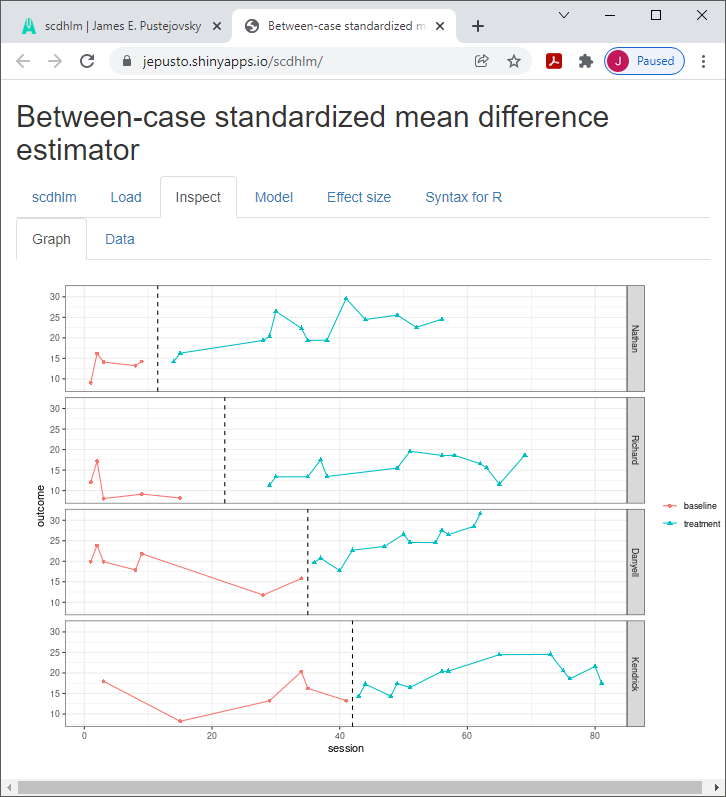 scdhlm | James E. Pustejovsky
Between-case standardized m
jepusto.shinyapps.io/scdhlm/
J Paused
Between-case standardized mean difference
estimator
scdhlm Load Inspect Model Effect size Syntax for R
Graph Data
30
25
20
15
10
Nathan
30
25
20
15
10
Richard
outcome
baseline
treatment
30
25
20
15
10
Danyell
30
25
20
15
10
Kendrick
0 20 40 60 80
session